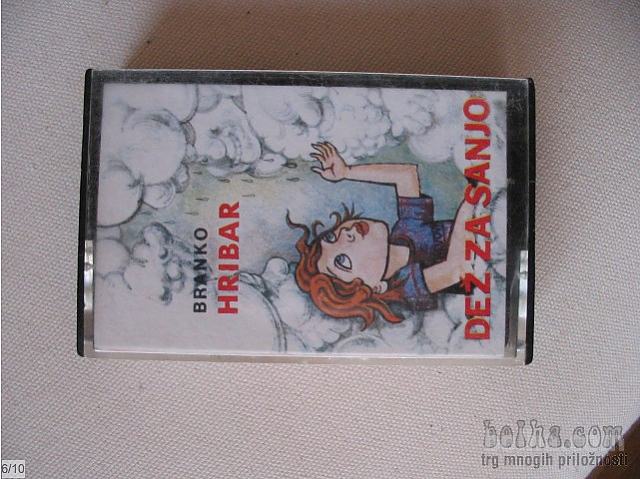 BRANKO
HRIBAR
DEŽ ZA SANJO
bolha.com
trg mnogih priložnosti
6/10